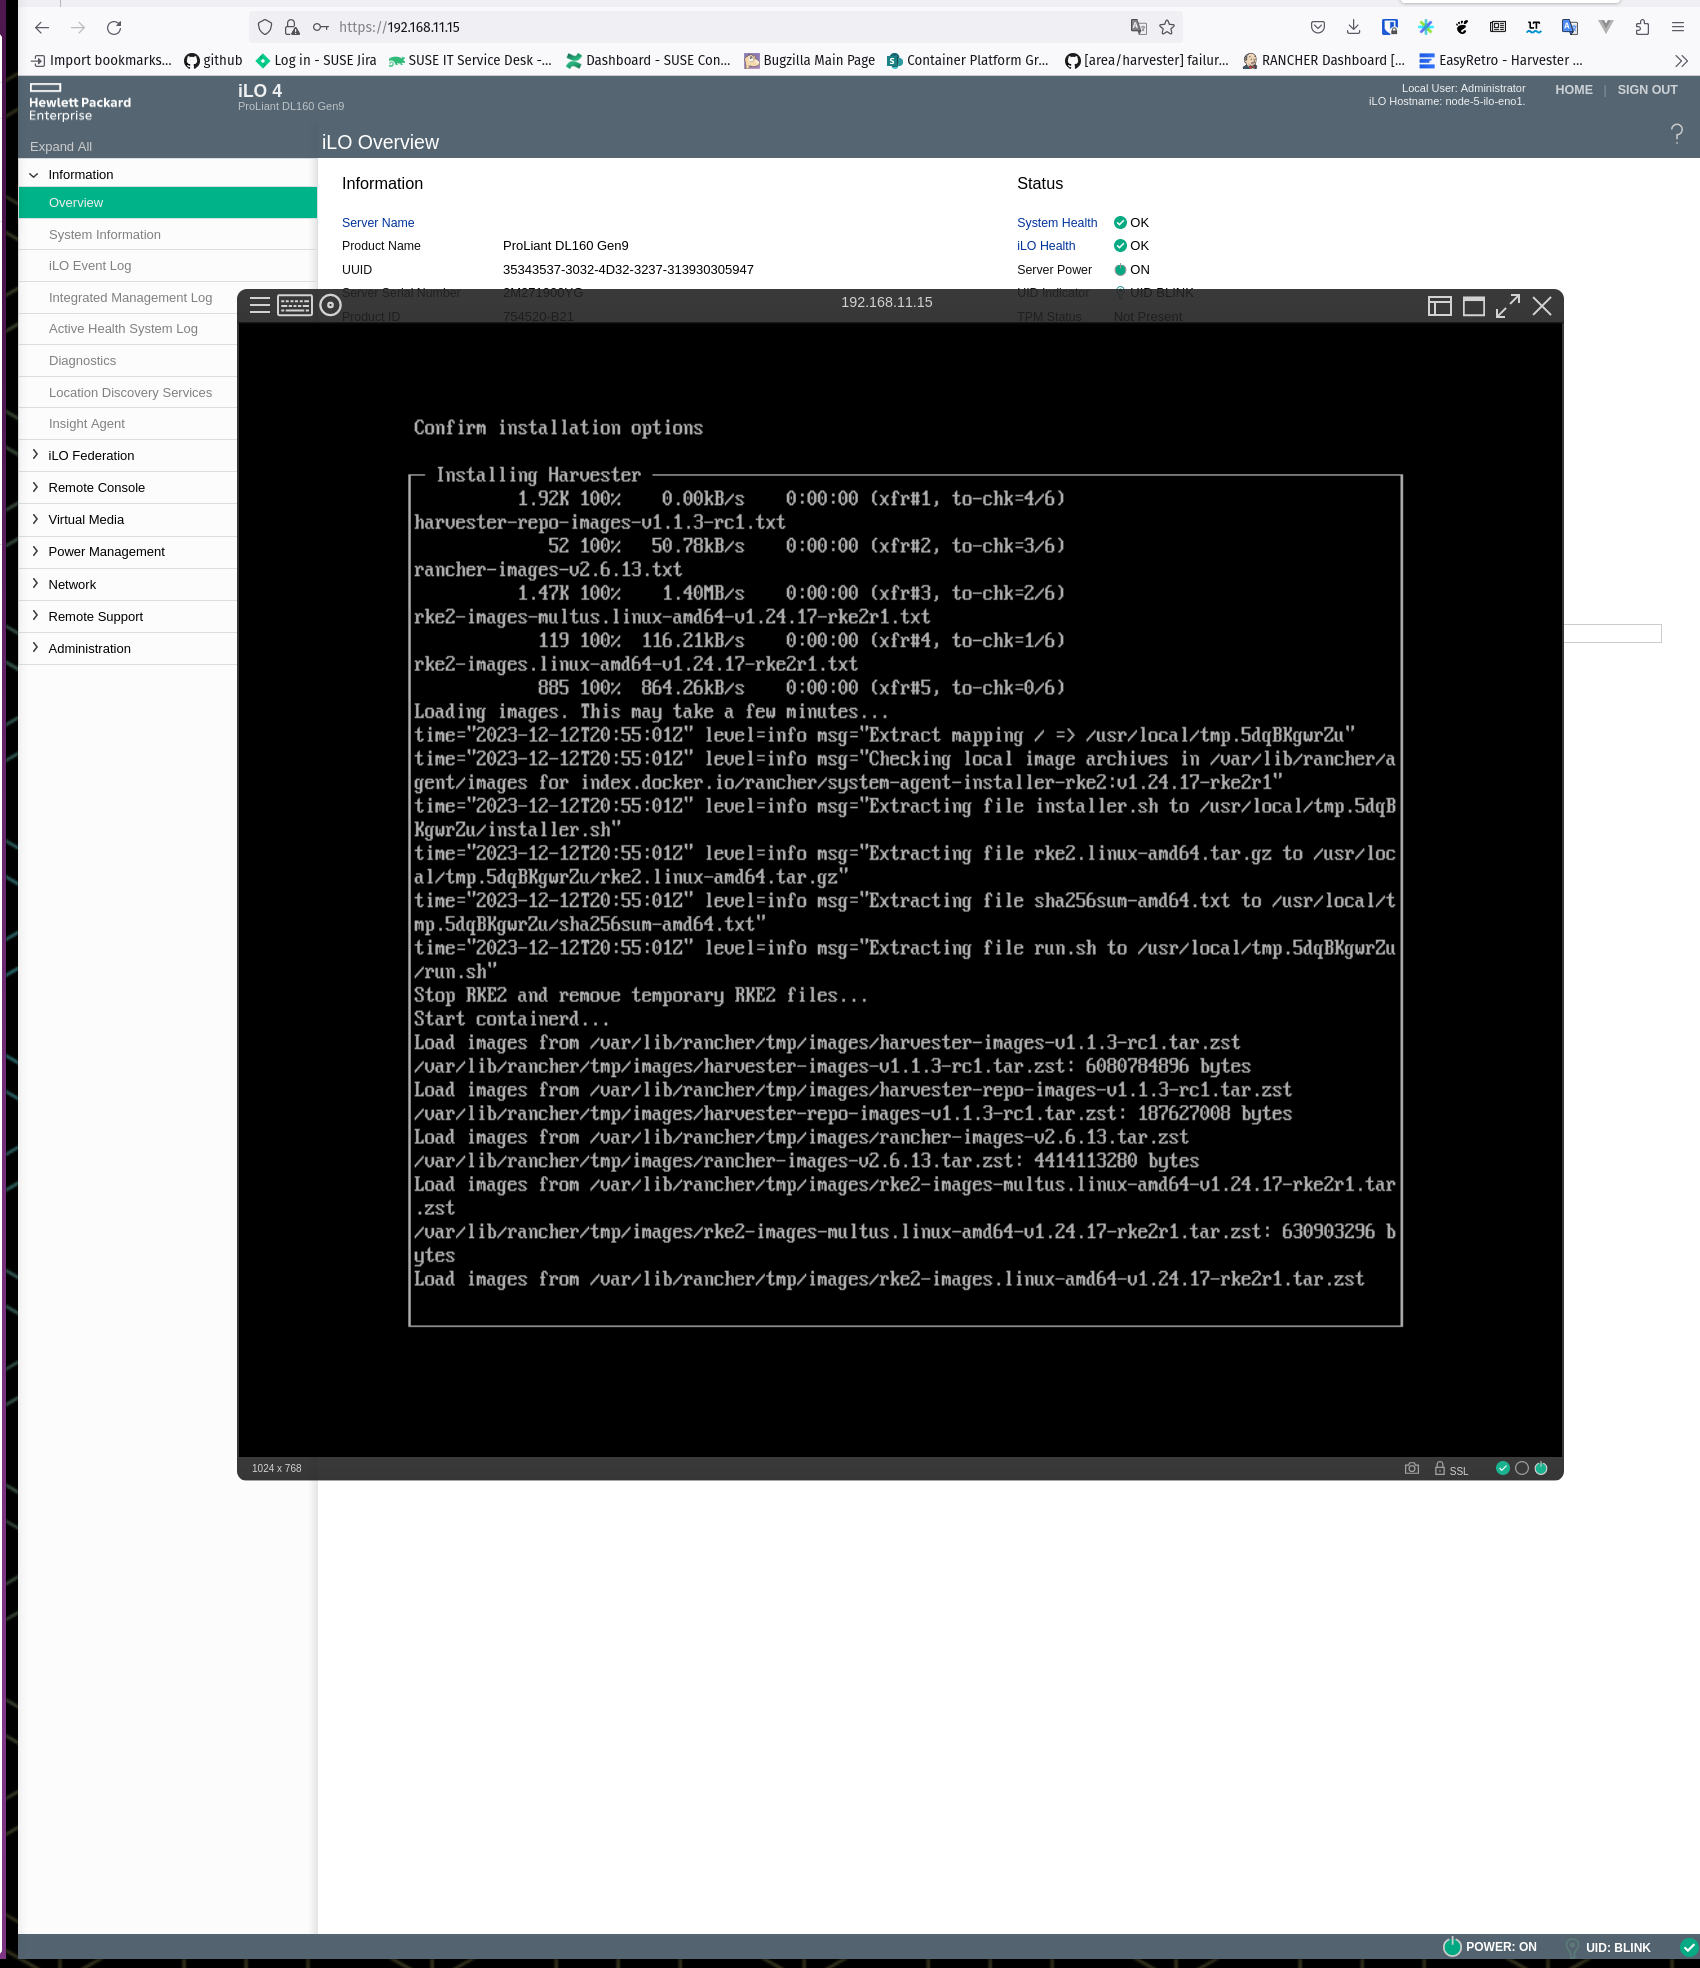 https://192.168.11.15
Import bookmarks...
github
Log in - SUSE Jira
SUSE IT Service Desk -...
Dashboard - SUSE Con...
Bugzilla Main Page
Container Platform Gr...
[area/harvester] failur...
RANCHER Dashboard [...
EasyRetro - Harvester ...
Hewlett Packard
Enterprise
iLO 4
ProLiant DL160 Gen9
Local User: Administrator
iLO Hostname: node-5-ilo-eno1.
HOME | SIGN OUT
Expand All
iLO Overview
Information
Overview
System Information
iLO Event Log
Integrated Management Log
Active Health System Log
Diagnostics
Location Discovery Services
Insight Agent
iLO Federation
Remote Console
Virtual Media
Power Management
Network
Remote Support
Administration
Information
Server Name
Product Name ProLiant DL160 Gen9
UUID 35343537-3032-4D32-3237-313930305947
Server Serial Number 2M271900YG
Product ID 754520-B21
Status
System Health OK
iLO Health OK
Server Power ON
UID Indicator UID BLINK
TPM Status Not Present
192.168.11.15
Confirm installation options
Installing Harvester
1.92K 100% 0.00kB/s 0:00:00 (xfr#1, to-chk=4/6)
harvester-repo-images-v1.1.3-rc1.txt
52 100% 50.78kB/s 0:00:00 (xfr#2, to-chk=3/6)
rancher-images-v2.6.13.txt
1.47K 100% 1.40MB/s 0:00:00 (xfr#3, to-chk=2/6)
rke2-images-multus.linux-amd64-v1.24.17-rke2r1.txt
119 100% 116.21kB/s 0:00:00 (xfr#4, to-chk=1/6)
rke2-images.linux-amd64-v1.24.17-rke2r1.txt
885 100% 864.26kB/s 0:00:00 (xfr#5, to-chk=0/6)
Loading images. This may take a few minutes...
time="2023-12-12T20:55:01Z" level=info msg="Extract mapping / => /usr/local/tmp.5dqBKgwrZu"
time="2023-12-12T20:55:01Z" level=info msg="Checking local image archives in /var/lib/rancher/a
gent/images for index.docker.io/rancher/system-agent-installer-rke2:v1.24.17-rke2r1"
time="2023-12-12T20:55:01Z" level=info msg="Extracting file installer.sh to /usr/local/tmp.5dqB
KgwrZu/installer.sh"
time="2023-12-12T20:55:01Z" level=info msg="Extracting file rke2.linux-amd64.tar.gz to /usr/loc
al/tmp.5dqBKgwrZu/rke2.linux-amd64.tar.gz"
time="2023-12-12T20:55:01Z" level=info msg="Extracting file sha256sum-amd64.txt to /usr/local/t
mp.5dqBKgwrZu/sha256sum-amd64.txt"
time="2023-12-12T20:55:01Z" level=info msg="Extracting file run.sh to /usr/local/tmp.5dqBKgwrZu
/run.sh"
Stop RKE2 and remove temporary RKE2 files...
Start containerd...
Load images from /var/lib/rancher/tmp/images/harvester-images-v1.1.3-rc1.tar.zst
/var/lib/rancher/tmp/images/harvester-images-v1.1.3-rc1.tar.zst: 6080784896 bytes
Load images from /var/lib/rancher/tmp/images/harvester-repo-images-v1.1.3-rc1.tar.zst
/var/lib/rancher/tmp/images/harvester-repo-images-v1.1.3-rc1.tar.zst: 187627008 bytes
Load images from /var/lib/rancher/tmp/images/rancher-images-v2.6.13.tar.zst
/var/lib/rancher/tmp/images/rancher-images-v2.6.13.tar.zst: 4414113280 bytes
Load images from /var/lib/rancher/tmp/images/rke2-images-multus.linux-amd64-v1.24.17-rke2r1.tar
.zst
/var/lib/rancher/tmp/images/rke2-images-multus.linux-amd64-v1.24.17-rke2r1.tar.zst: 630903296 b
ytes
Load images from /var/lib/rancher/tmp/images/rke2-images.linux-amd64-v1.24.17-rke2r1.tar.zst
1024 x 768
SSL
POWER: ON
UID: BLINK